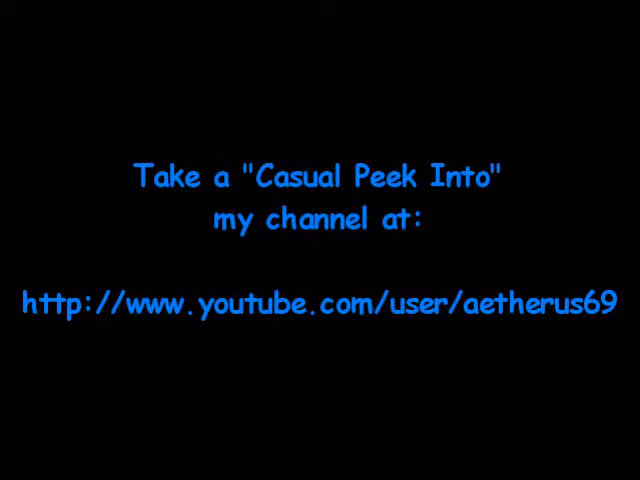 Take a "Casual Peek Into"
my channel at:
http://www.youtube.com/user/aetherus69